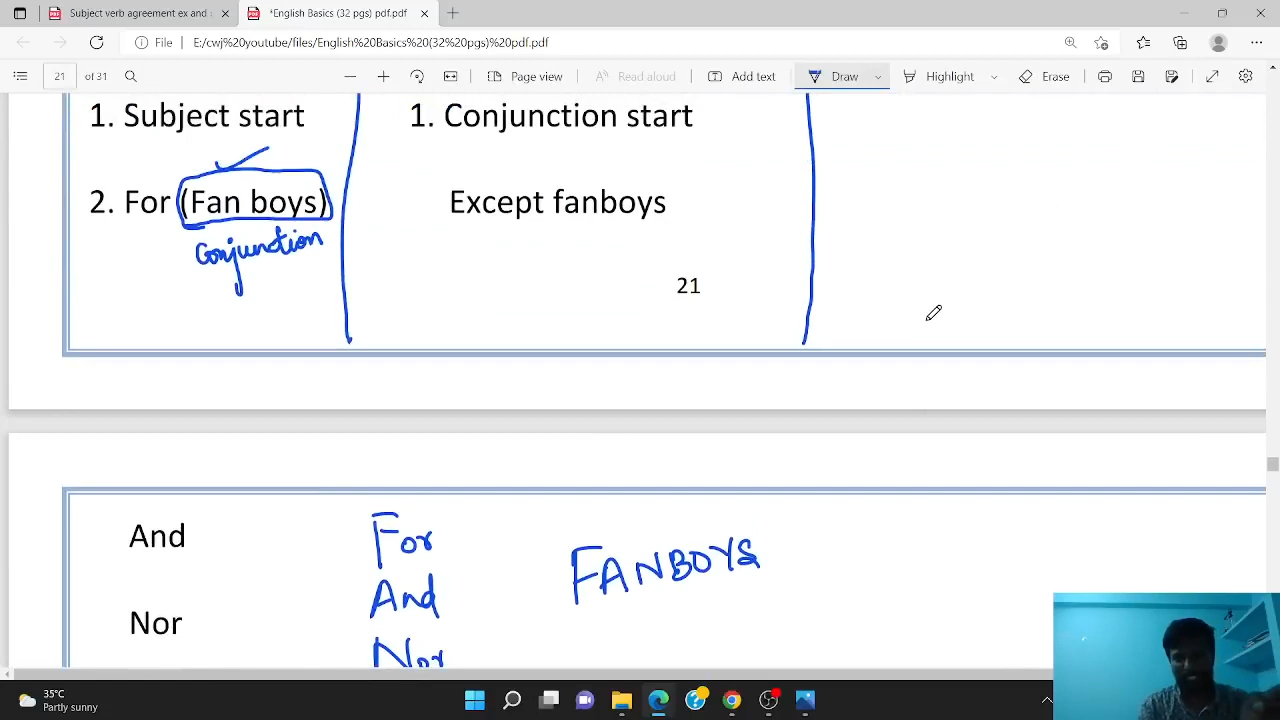 Subject verb agreement ex and
*English Basics (32 pgs) pdf.pdf
File
E:/cwj%20youtube/files/English%20Basics%20(32%20pgs)%20pdf.pdf
21 of 31
Page view
Read aloud
Add text
Draw
Highlight
Erase
1. Subject start
1. Conjunction start
2. For (Fan boys)
Except fanboys
Conjunction
21
And
For
FANBOYS
And
Nor
Nor
35°C
Partly sunny